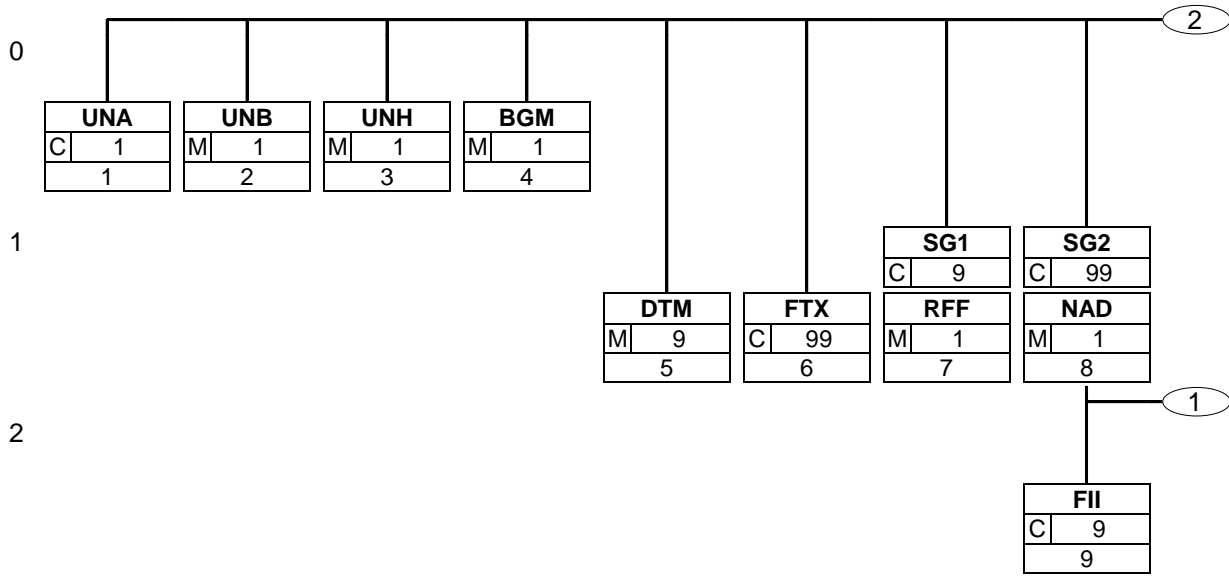 2
0
UNA UNB UNH BGM
C 1 M 1 M 1 M 1
1 2 3 4
1
SG1 SG2
C 9 C 99
DTM FTX RFF NAD
M 9 C 99 M 1 M 1
5 6 7 8
1
2
FII
C 9
9